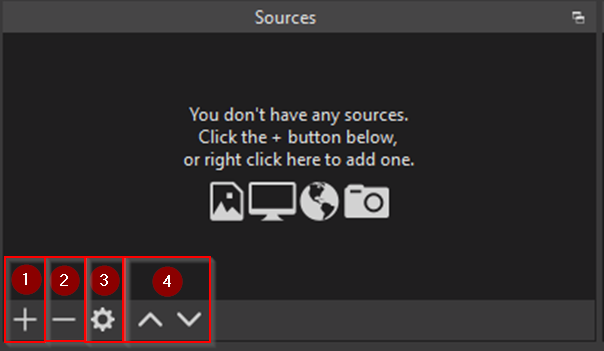 Sources
You don't have any sources.
Click the + button below,
or right click here to add one.
1 2 3 4